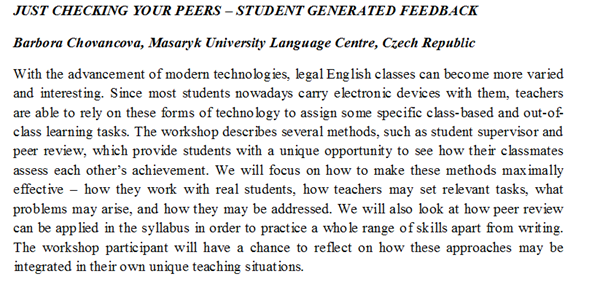 JUST CHECKING YOUR PEERS – STUDENT GENERATED FEEDBACK
Barbora Chovancova, Masaryk University Language Centre, Czech Republic
With the advancement of modern technologies, legal English classes can become more varied
and interesting. Since most students nowadays carry electronic devices with them, teachers
are able to rely on these forms of technology to assign some specific class-based and out-of-
class learning tasks. The workshop describes several methods, such as student supervisor and
peer review, which provide students with a unique opportunity to see how their classmates
assess each other’s achievement. We will focus on how to make these methods maximally
effective – how they work with real students, how teachers may set relevant tasks, what
problems may arise, and how they may be addressed. We will also look at how peer review
can be applied in the syllabus in order to practice a whole range of skills apart from writing.
The workshop participant will have a chance to reflect on how these approaches may be
integrated in their own unique teaching situations.